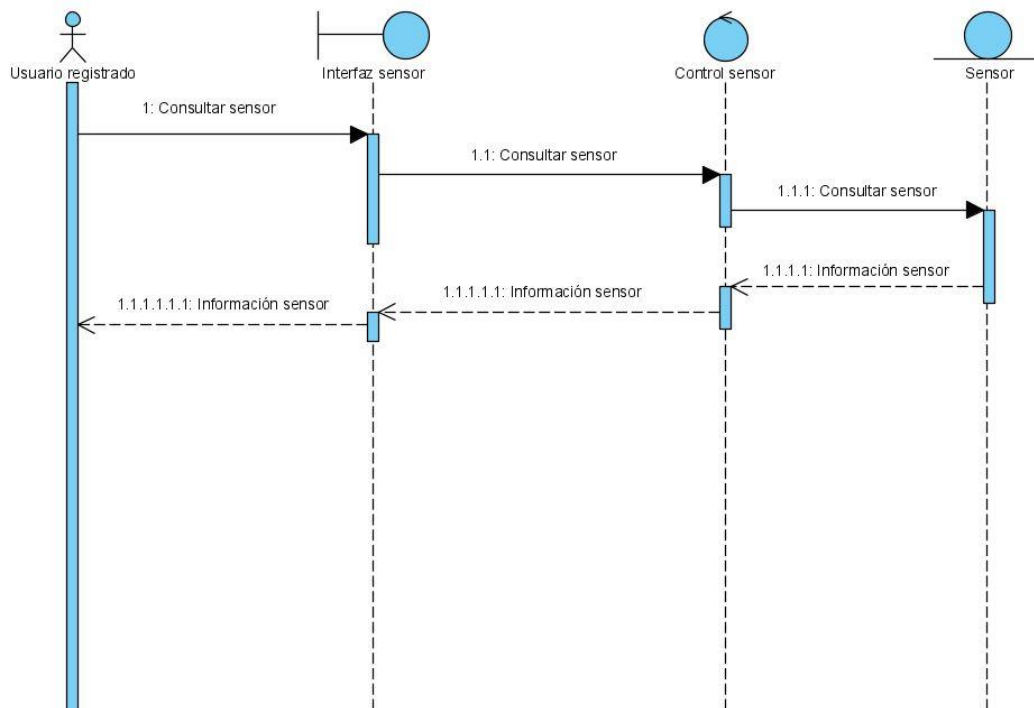 Usuario registrado
Interfaz sensor
Control sensor
Sensor
1: Consultar sensor
1.1: Consultar sensor
1.1.1: Consultar sensor
1.1.1.1: Información sensor
1.1.1.1.1: Información sensor
1.1.1.1.1.1: Información sensor